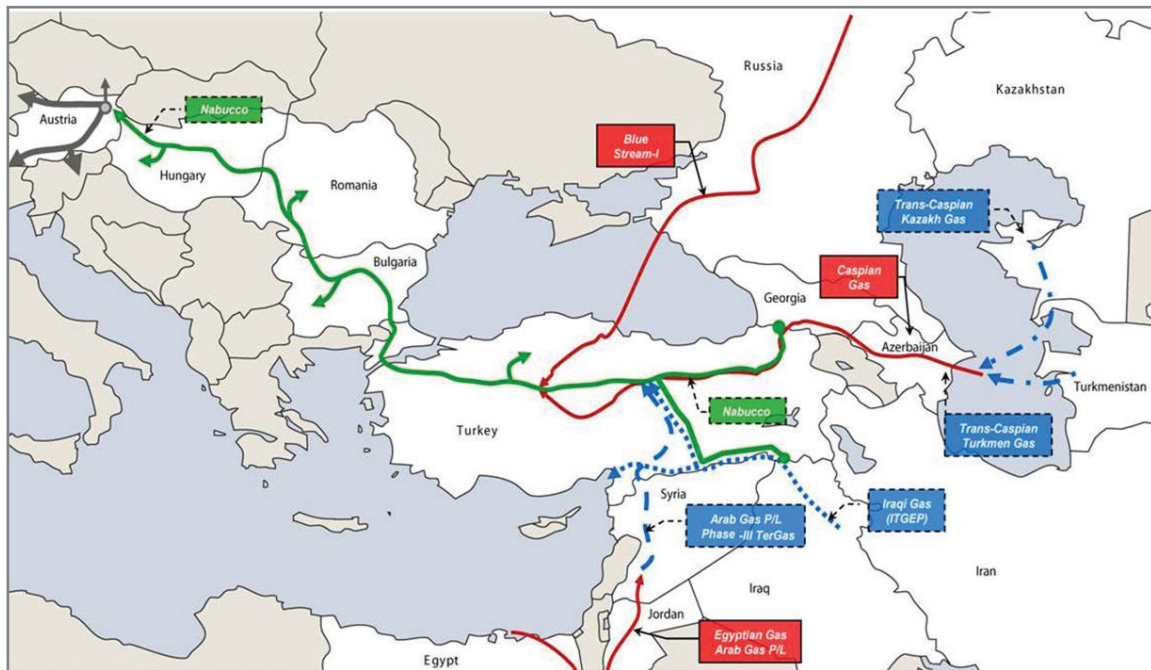 Russia
Kazakhstan
Austria
Nabucco
Blue
Stream-I
Hungary
Romania
Trans-Caspian
Kazakh Gas
Bulgaria
Caspian
Gas
Georgia
Azerbaijan
Turkmenistan
Nabucco
Turkey
Trans-Caspian
Turkmen Gas
Syria
Arab Gas P/L
Phase -III TerGas
Iraqi Gas
(ITGEP)
Iran
Iraq
Jordan
Egyptian Gas
Arab Gas P/L
Egypt